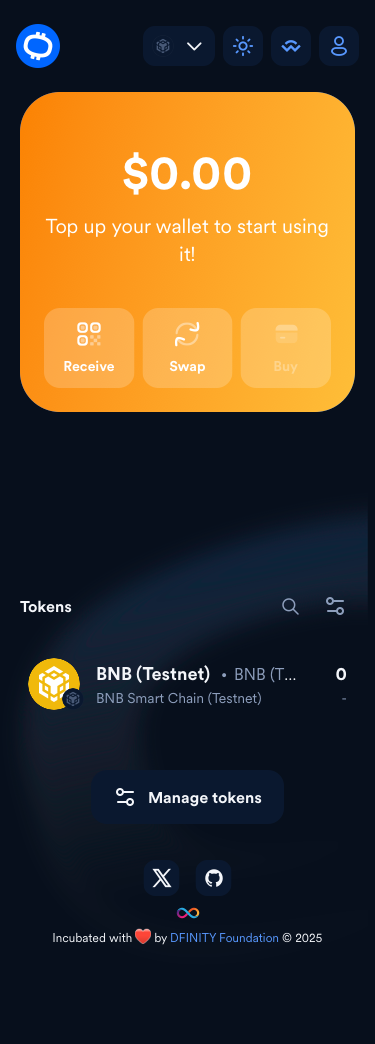 $0.00
Top up your wallet to start using
it!
Receive
Swap
Buy
Tokens
BNB (Testnet) • BNB (T... 0
BNB Smart Chain (Testnet) -
Manage tokens
Incubated with ❤️ by DFINITY Foundation © 2025